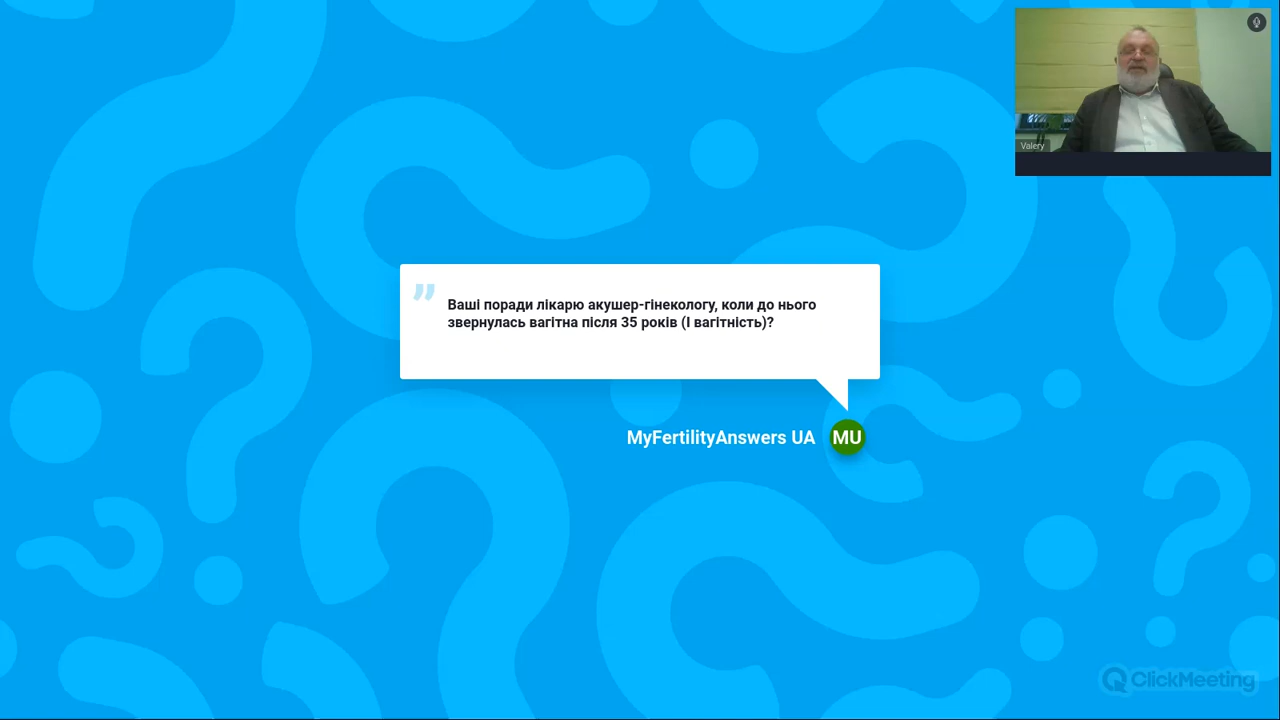 Valery
”
Ваші поради лікарю акушер-гінекологу, коли до нього
звернулась вагітна після 35 років (І вагітність)?
MyFertilityAnswers UA MU
ClickMeeting